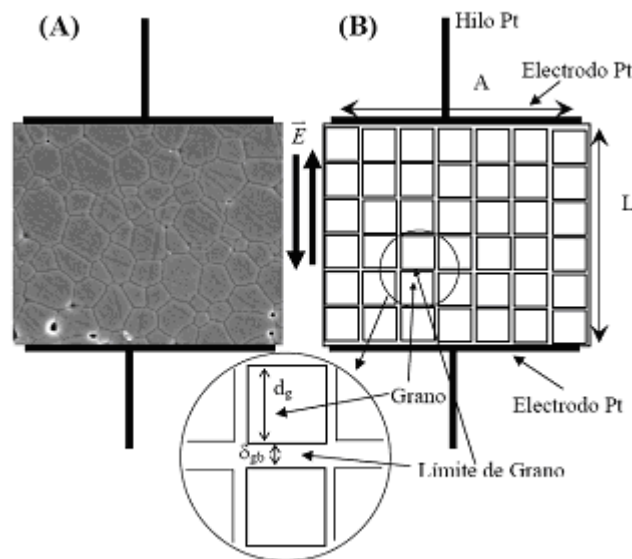 (A)
(B)
Hilo Pt
Electrodo Pt
A
E
L
Electrodo Pt
Grano
d_g
δ_gb
Límite de Grano